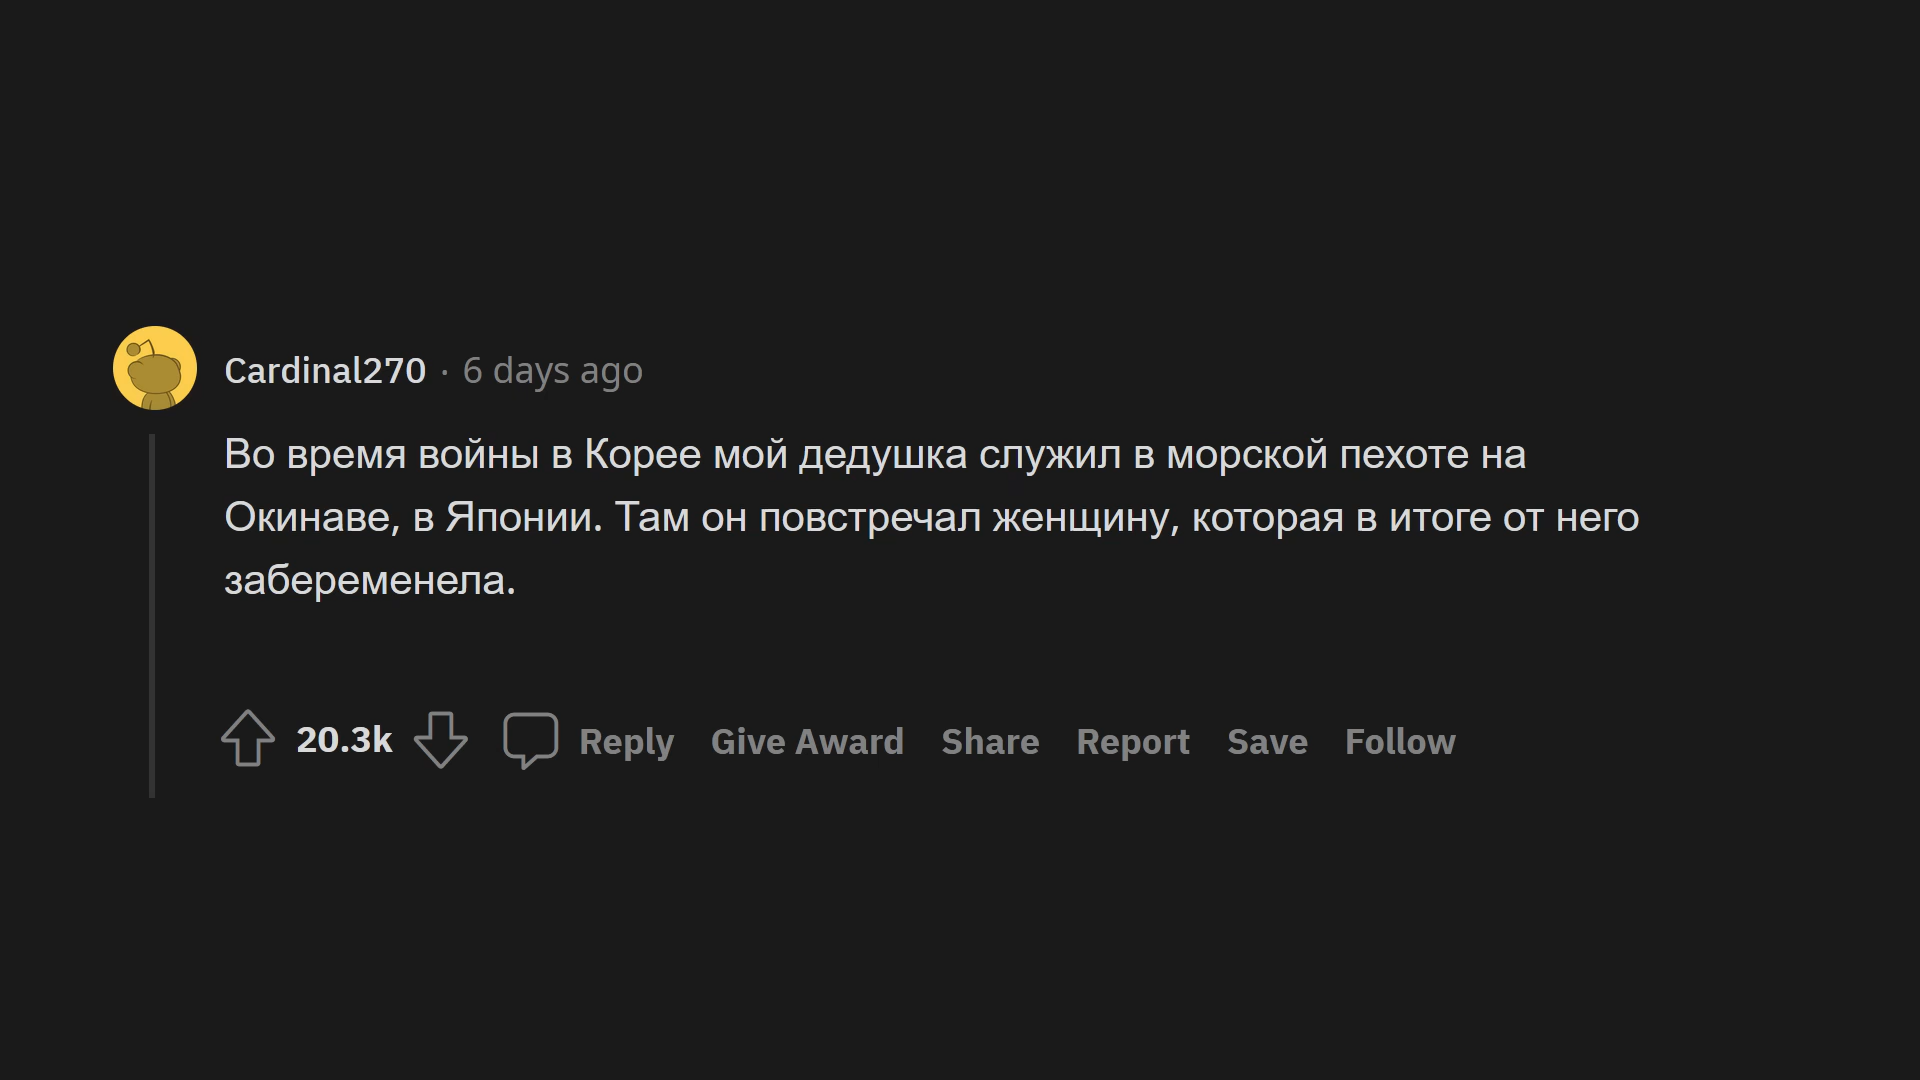 Cardinal270 · 6 days ago
Во время войны в Корее мой дедушка служил в морской пехоте на
Окинаве, в Японии. Там он повстречал женщину, которая в итоге от него
забеременела.
20.3k Reply Give Award Share Report Save Follow